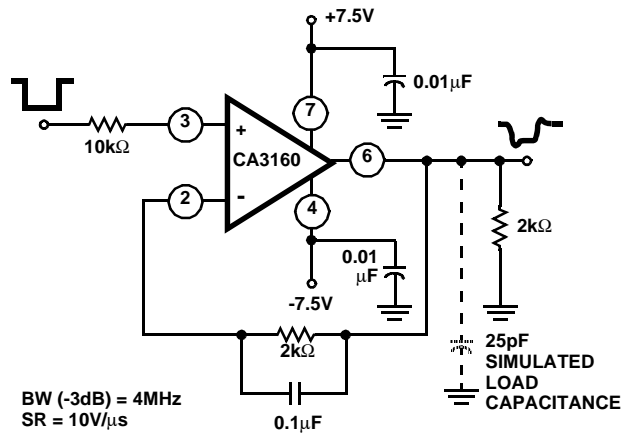 +7.5V
0.01μF
7
3
+
10kΩ
CA3160
6
2
-
4
2kΩ
0.01
μF
-7.5V
2kΩ
25pF
SIMULATED
LOAD
CAPACITANCE
BW (-3dB) = 4MHz
SR = 10V/μs
0.1μF